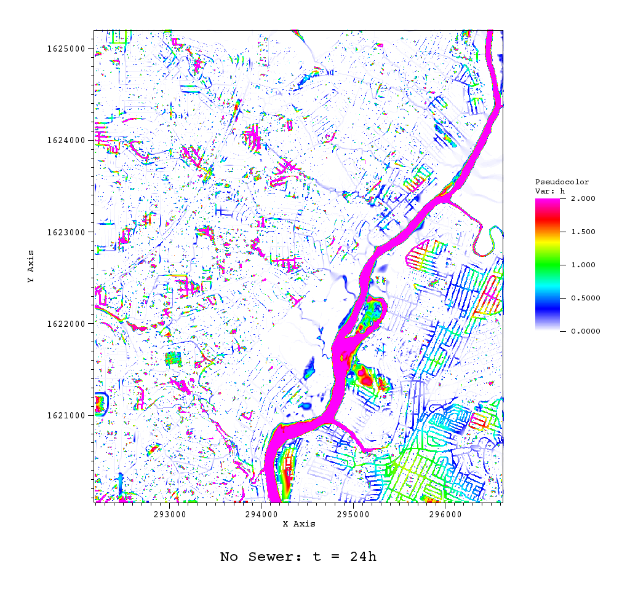 1625000
1624000
1623000
1622000
1621000
Y Axis
293000 294000 295000 296000
X Axis
Pseudocolor
Var: h
2.000
1.500
1.000
0.5000
0.0000
No Sewer: t = 24h